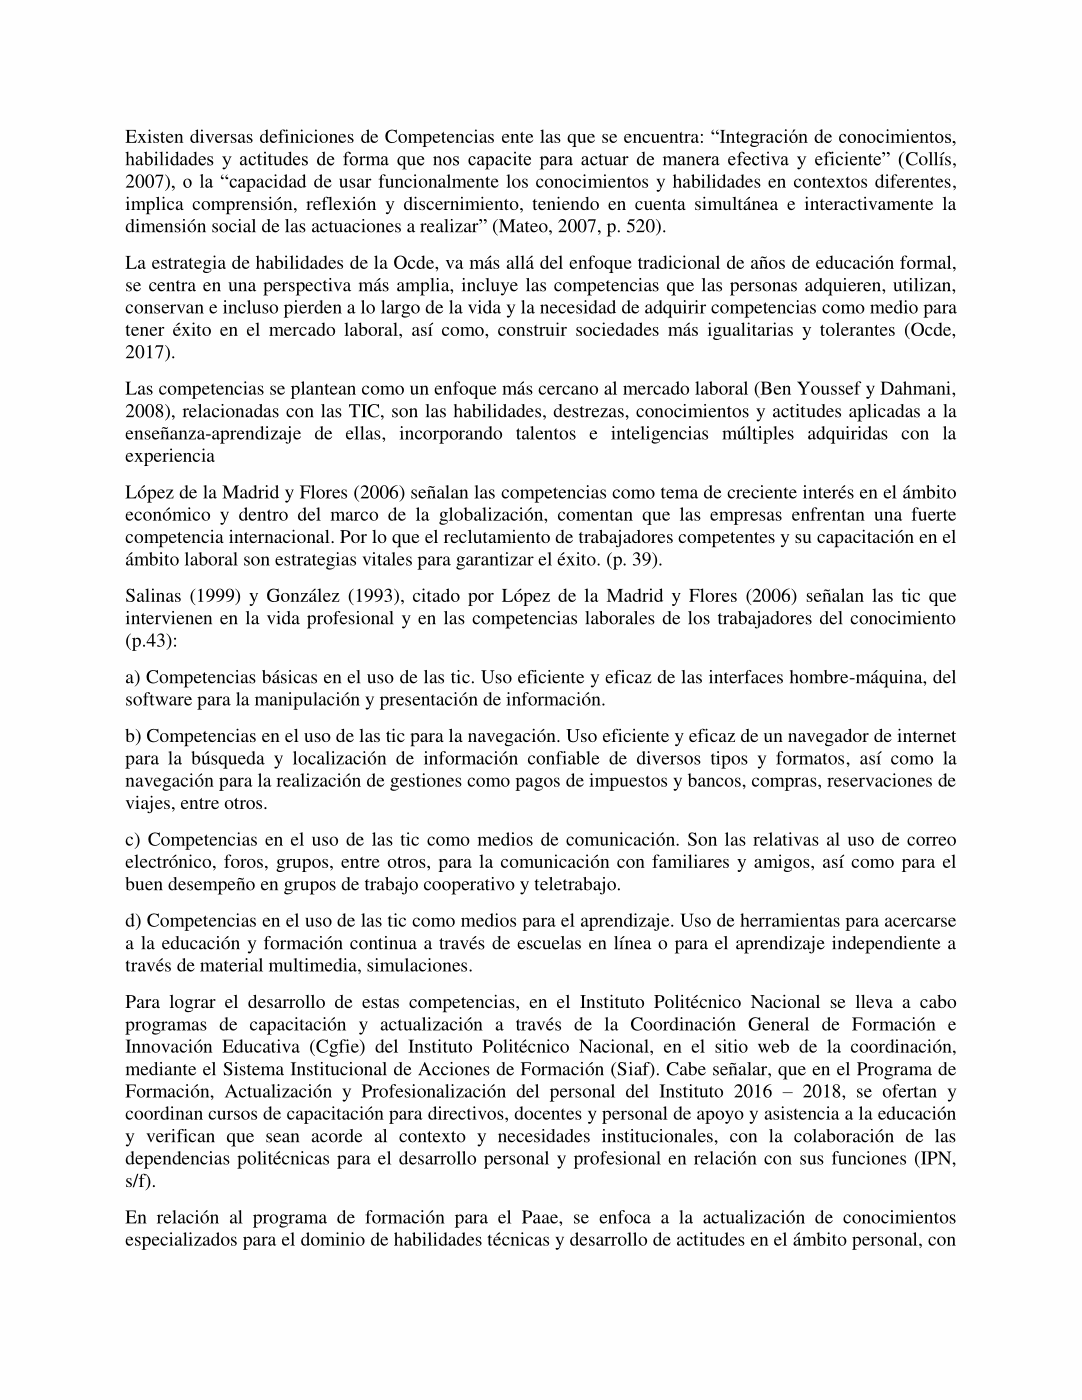 Existen diversas definiciones de Competencias ente las que se encuentra: “Integración de conocimientos,
habilidades y actitudes de forma que nos capacite para actuar de manera efectiva y eficiente” (Collís,
2007), o la “capacidad de usar funcionalmente los conocimientos y habilidades en contextos diferentes,
implica comprensión, reflexión y discernimiento, teniendo en cuenta simultánea e interactivamente la
dimensión social de las actuaciones a realizar” (Mateo, 2007, p. 520).
La estrategia de habilidades de la Ocde, va más allá del enfoque tradicional de años de educación formal,
se centra en una perspectiva más amplia, incluye las competencias que las personas adquieren, utilizan,
conservan e incluso pierden a lo largo de la vida y la necesidad de adquirir competencias como medio para
tener éxito en el mercado laboral, así como, construir sociedades más igualitarias y tolerantes (Ocde,
2017).
Las competencias se plantean como un enfoque más cercano al mercado laboral (Ben Youssef y Dahmani,
2008), relacionadas con las TIC, son las habilidades, destrezas, conocimientos y actitudes aplicadas a la
enseñanza-aprendizaje de ellas, incorporando talentos e inteligencias múltiples adquiridas con la
experiencia
López de la Madrid y Flores (2006) señalan las competencias como tema de creciente interés en el ámbito
económico y dentro del marco de la globalización, comentan que las empresas enfrentan una fuerte
competencia internacional. Por lo que el reclutamiento de trabajadores competentes y su capacitación en el
ámbito laboral son estrategias vitales para garantizar el éxito. (p. 39).
Salinas (1999) y González (1993), citado por López de la Madrid y Flores (2006) señalan las tic que
intervienen en la vida profesional y en las competencias laborales de los trabajadores del conocimiento
(p.43):
a) Competencias básicas en el uso de las tic. Uso eficiente y eficaz de las interfaces hombre-máquina, del
software para la manipulación y presentación de información.
b) Competencias en el uso de las tic para la navegación. Uso eficiente y eficaz de un navegador de internet
para la búsqueda y localización de información confiable de diversos tipos y formatos, así como la
navegación para la realización de gestiones como pagos de impuestos y bancos, compras, reservaciones de
viajes, entre otros.
c) Competencias en el uso de las tic como medios de comunicación. Son las relativas al uso de correo
electrónico, foros, grupos, entre otros, para la comunicación con familiares y amigos, así como para el
buen desempeño en grupos de trabajo cooperativo y teletrabajo.
d) Competencias en el uso de las tic como medios para el aprendizaje. Uso de herramientas para acercarse
a la educación y formación continua a través de escuelas en línea o para el aprendizaje independiente a
través de material multimedia, simulaciones.
Para lograr el desarrollo de estas competencias, en el Instituto Politécnico Nacional se lleva a cabo
programas de capacitación y actualización a través de la Coordinación General de Formación e
Innovación Educativa (Cgfie) del Instituto Politécnico Nacional, en el sitio web de la coordinación,
mediante el Sistema Institucional de Acciones de Formación (Siaf). Cabe señalar, que en el Programa de
Formación, Actualización y Profesionalización del personal del Instituto 2016 – 2018, se ofertan y
coordinan cursos de capacitación para directivos, docentes y personal de apoyo y asistencia a la educación
y verifican que sean acorde al contexto y necesidades institucionales, con la colaboración de las
dependencias politécnicas para el desarrollo personal y profesional en relación con sus funciones (IPN,
s/f).
En relación al programa de formación para el Paae, se enfoca a la actualización de conocimientos
especializados para el dominio de habilidades técnicas y desarrollo de actitudes en el ámbito personal, con